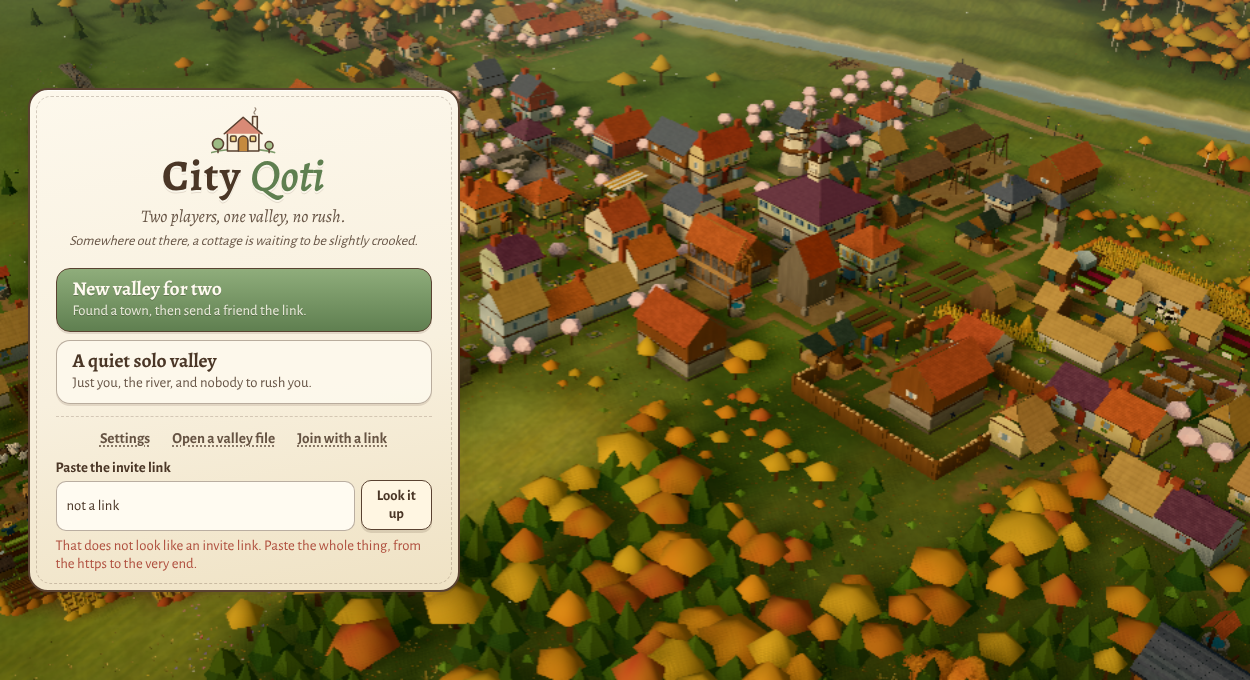 City Qoti
Two players, one valley, no rush.
Somewhere out there, a cottage is waiting to be slightly crooked.
New valley for two
Found a town, then send a friend the link.
A quiet solo valley
Just you, the river, and nobody to rush you.
Settings Open a valley file Join with a link
Paste the invite link
not a link
Look it
up
That does not look like an invite link. Paste the whole thing, from
the https to the very end.